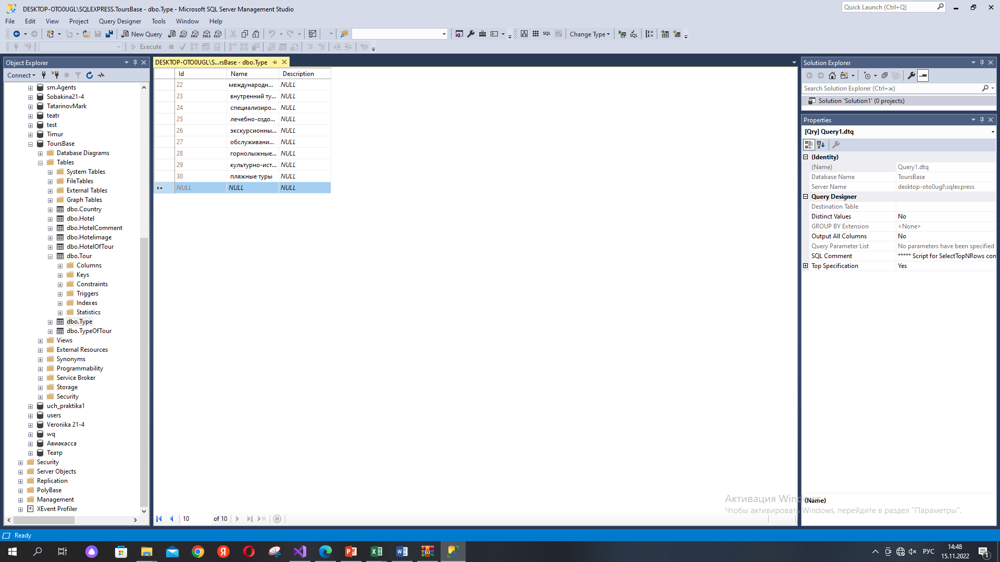 DESKTOP-OTO0UGL\SQLEXPRESS.ToursBase - dbo.Type - Microsoft SQL Server Management Studio
Quick Launch (Ctrl+Q)
File Edit View Project Query Designer Tools Window Help
New Query MDX DMX XMLA DAX SQL Change Type SQL
Execute
Object Explorer
Connect
sm.Agents
Sobakina21-4
TatarinovMark
teatr
test
Timur
ToursBase
Database Diagrams
Tables
System Tables
FileTables
External Tables
Graph Tables
dbo.Country
dbo.Hotel
dbo.HotelComment
dbo.Hotelimage
dbo.HotelOfTour
dbo.Tour
Columns
Keys
Constraints
Triggers
Indexes
Statistics
dbo.Type
dbo.TypeOfTour
Views
External Resources
Synonyms
Programmability
Service Broker
Storage
Security
uch_praktika1
users
Veronika 21-4
wq
Авиакасса
Театр
Security
Server Objects
Replication
PolyBase
Management
XEvent Profiler
DESKTOP-OTO0UGL\S...rsBase - dbo.Type
Id Name Description
22 международн... NULL
23 внутренний ту... NULL
24 специализиро... NULL
25 лечебно-оздо... NULL
26 экскурсионны... NULL
27 обслуживани... NULL
28 горнолыжные... NULL
29 культурно-ист... NULL
30 пляжные туры NULL
NULL NULL NULL
10 of 10
Solution Explorer
Search Solution Explorer (Ctrl+ж)
Solution 'Solution1' (0 projects)
Properties
[Qry] Query1.dtq
(Identity)
(Name) Query1.dtq
Database Name ToursBase
Server Name desktop-oto0ugl\sqlexpress
Query Designer
Destination Table
Distinct Values No
GROUP BY Extension <None>
Output All Columns No
Query Parameter List No parameters have been specified
SQL Comment ***** Script for SelectTopNRows con
Top Specification Yes
(Name)
Активация Windows
Чтобы активировать Windows, перейдите в раздел "Параметры".
Ready
РУС
14:48
15.11.2022
1